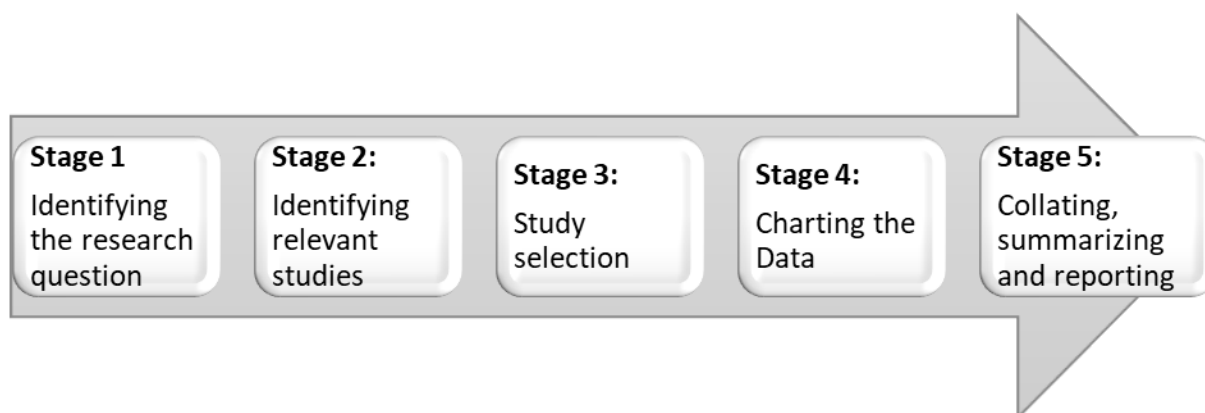 Stage 1
Identifying
the research
question
Stage 2:
Identifying
relevant
studies
Stage 3:
Study
selection
Stage 4:
Charting the
Data
Stage 5:
Collating,
summarizing
and reporting